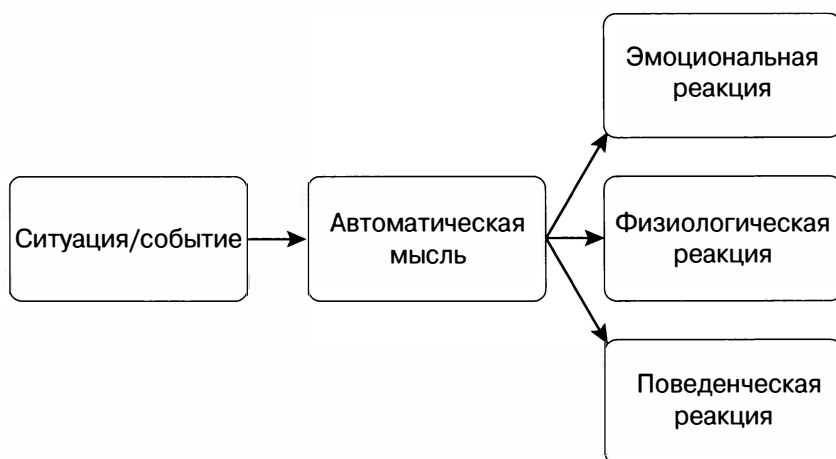 Эмоциональная
реакция
Ситуация/событие
Автоматическая
мысль
Физиологическая
реакция
Поведенческая
реакция